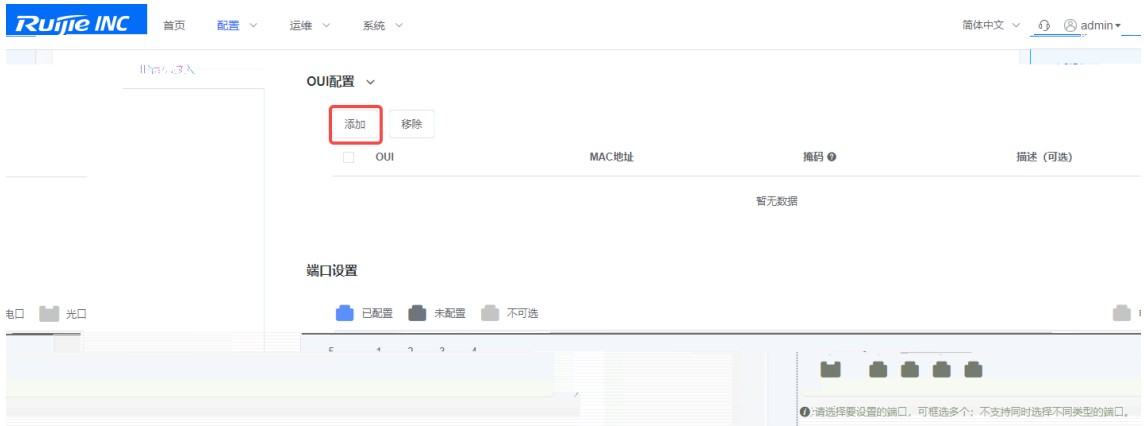 Ruijie INC 首页 配置 运维 系统 简体中文 admin
OUI配置
添加 移除
OUI MAC地址 掩码 描述（可选）
暂无数据
端口设置
电口 光口 已配置 未配置 不可选
5 1 2 3 4
请选择要设置的端口，可框选多个；不支持同时选择不同类型的端口。